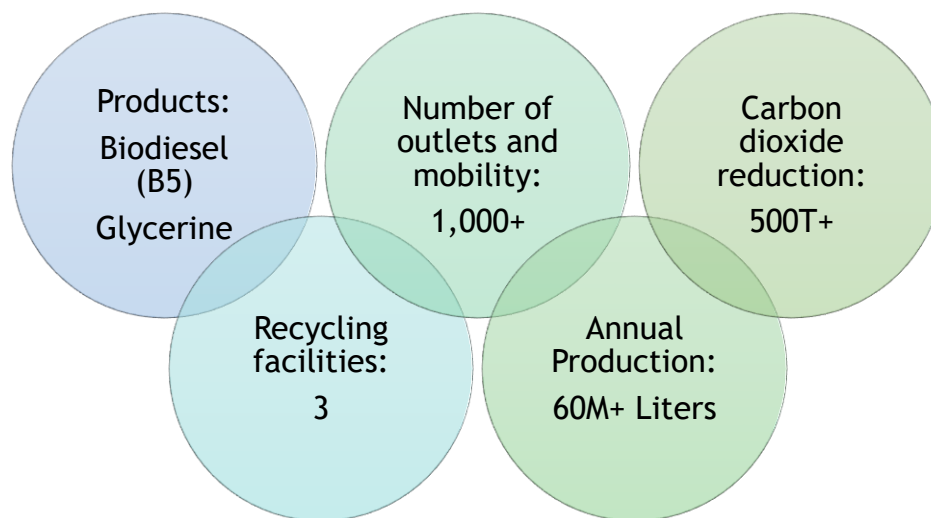 Products:
Biodiesel
(B5)
Glycerine
Number of
outlets and
mobility:
1,000+
Carbon
dioxide
reduction:
500T+
Recycling
facilities:
3
Annual
Production:
60M+ Liters